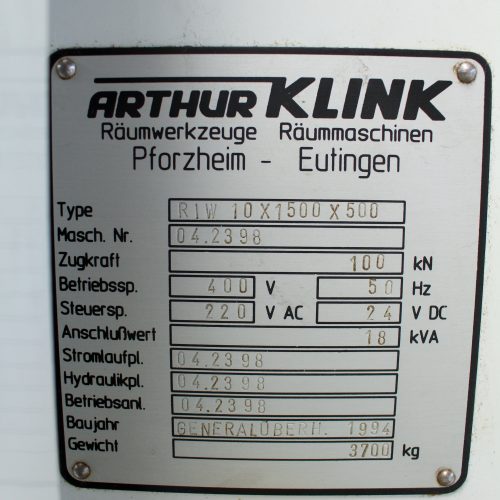 ARTHUR KLINK
Räumwerkzeuge Räummaschinen
Pforzheim - Eutingen
Type RIW 10X1500X500
Masch. Nr. 04.2398
Zugkraft 100 kN
Betriebssp. 400 V 50 Hz
Steuersp. 220 V AC 24 V DC
Anschlußwert 18 kVA
Stromlaufpl. 04.2398
Hydraulikpl. 04.2398
Betriebsanl. 04.2398
Baujahr GENERALÜBERH. 1994
Gewicht 3700 kg